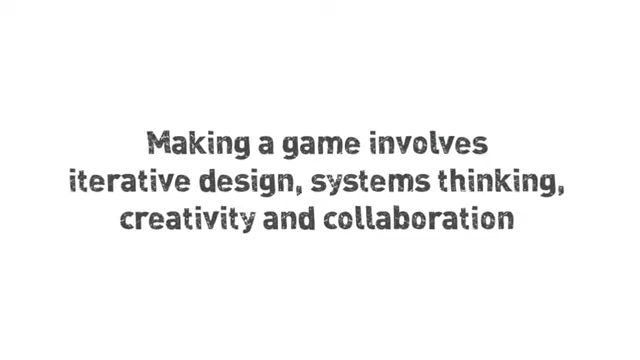 Making a game involves
iterative design, systems thinking,
creativity and collaboration